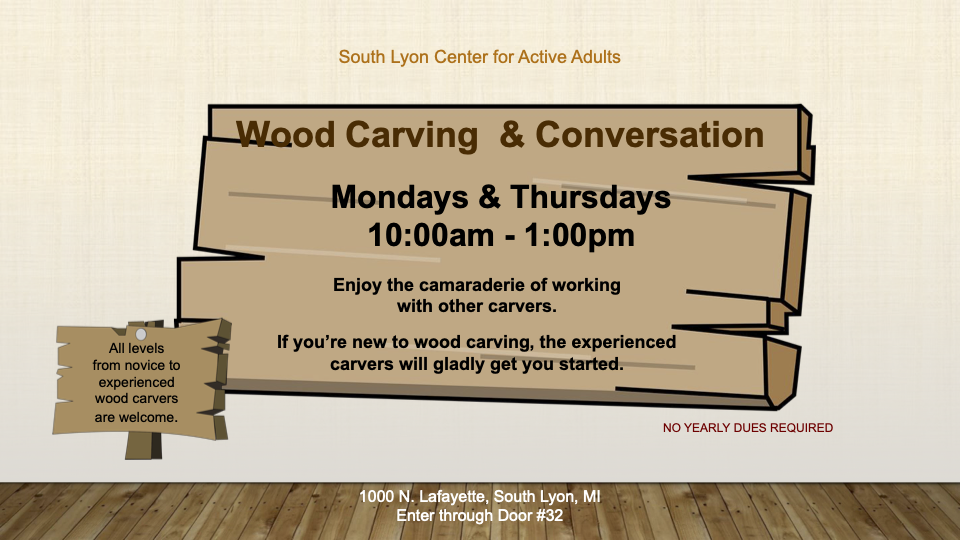 South Lyon Center for Active Adults
Wood Carving  & Conversation
Mondays & Thursdays
10:00am - 1:00pm
Enjoy the camaraderie of working
with other carvers.
If you’re new to wood carving, the experienced
carvers will gladly get you started.
All levels
from novice to
experienced
wood carvers
are welcome.
NO YEARLY DUES REQUIRED
1000 N. Lafayette, South Lyon, MI
Enter through Door #32